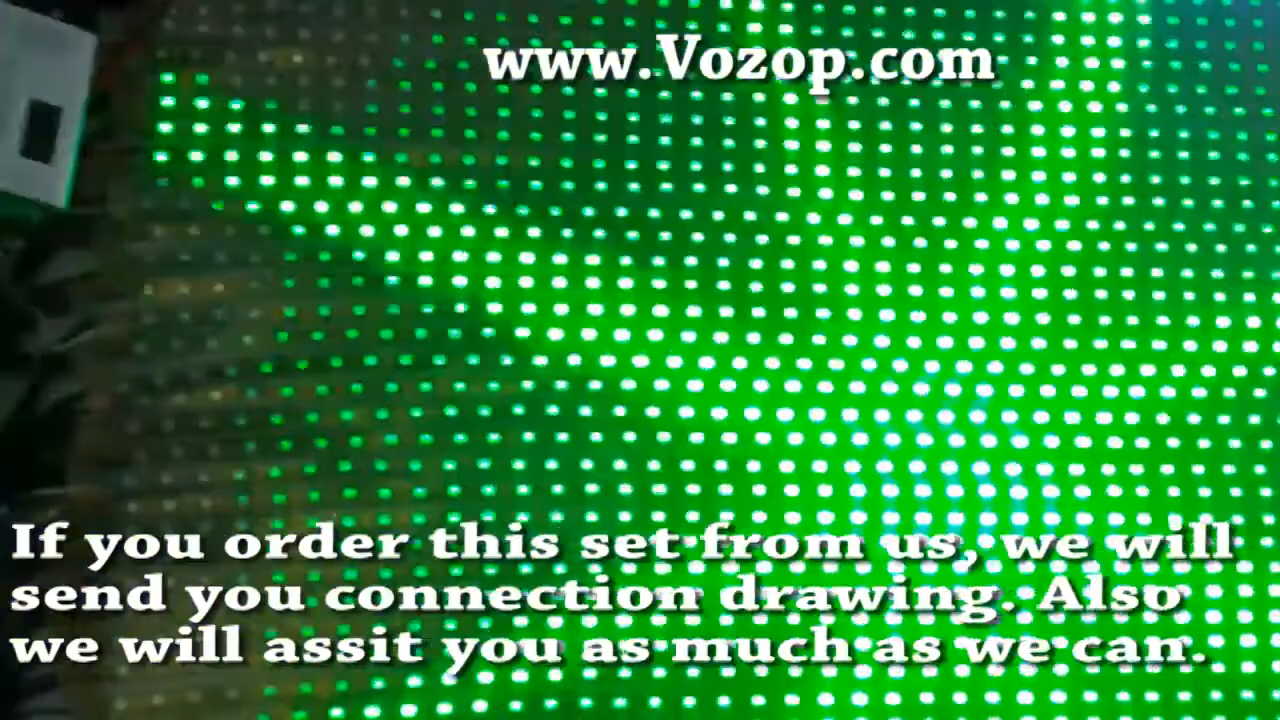 www.Vozop.com
If you order this set from us, we will
send you connection drawing. Also
we will assit you as much as we can.